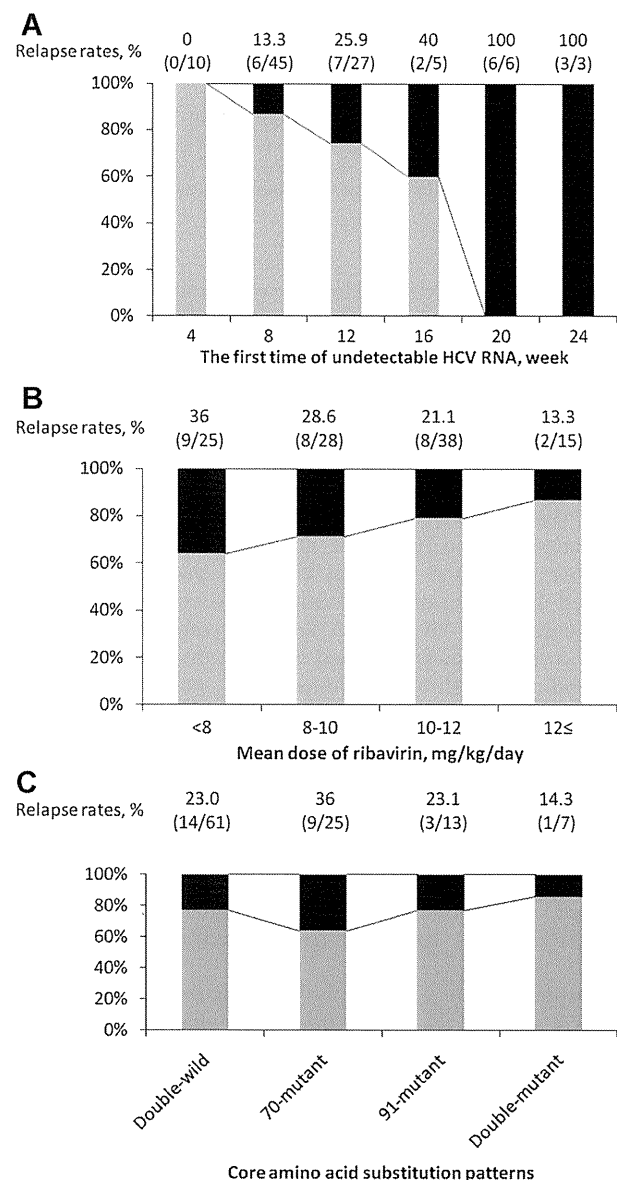 A
Relapse rates, %
0 13.3 25.9 40 100 100
(0/10) (6/45) (7/27) (2/5) (6/6) (3/3)
100%
80%
60%
40%
20%
0%
4 8 12 16 20 24
The first time of undetectable HCV RNA, week
B
Relapse rates, %
36 28.6 21.1 13.3
(9/25) (8/28) (8/38) (2/15)
100%
80%
60%
40%
20%
0%
<8 8-10 10-12 12≤
Mean dose of ribavirin, mg/kg/day
C
Relapse rates, %
23.0 36 23.1 14.3
(14/61) (9/25) (3/13) (1/7)
100%
80%
60%
40%
20%
0%
Double-wild 70-mutant 91-mutant Double-mutant
Core amino acid substitution patterns